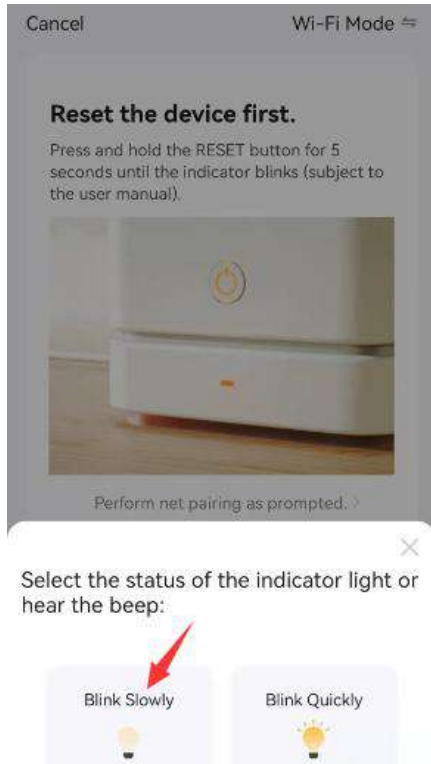 Cancel
Wi-Fi Mode
Reset the device first.
Press and hold the RESET button for 5
seconds until the indicator blinks (subject to
the user manual).
Perform net pairing as prompted. >
Select the status of the indicator light or
hear the beep:
Blink Slowly
Blink Quickly